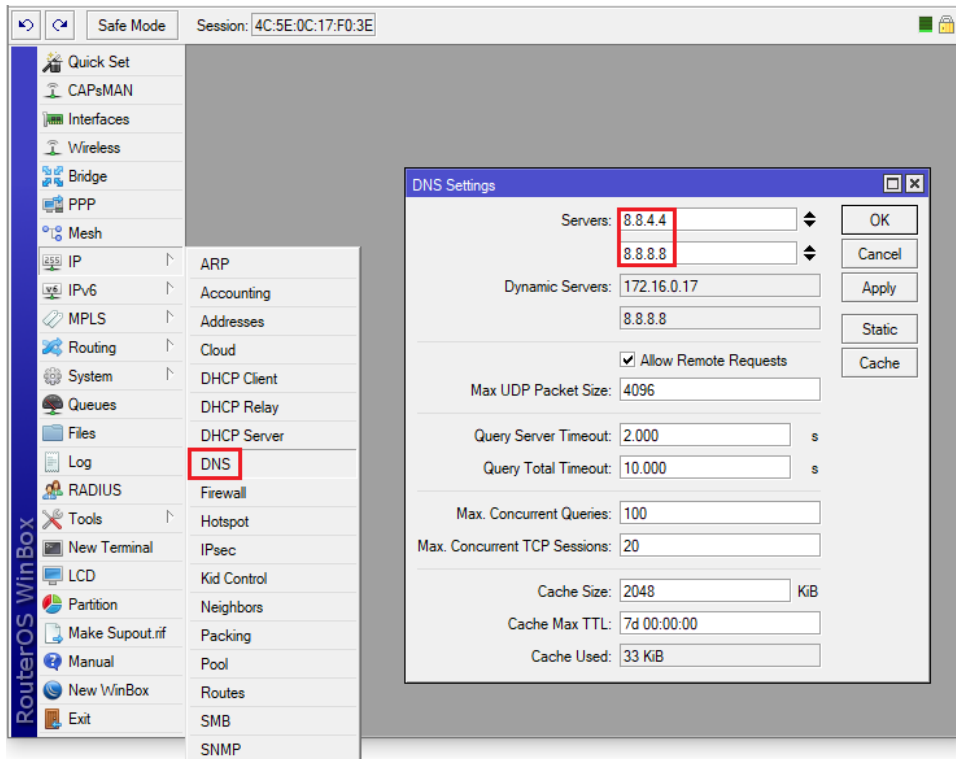 Safe Mode
Session: 4C:5E:0C:17:F0:3E
RouterOS WinBox
Quick Set
CAPsMAN
Interfaces
Wireless
Bridge
PPP
Mesh
255 IP
v6 IPv6
MPLS
Routing
System
Queues
Files
Log
RADIUS
Tools
New Terminal
LCD
Partition
Make Supout.rif
Manual
New WinBox
Exit
ARP
Accounting
Addresses
Cloud
DHCP Client
DHCP Relay
DHCP Server
DNS
Firewall
Hotspot
IPsec
Kid Control
Neighbors
Packing
Pool
Routes
SMB
SNMP
DNS Settings
Servers: 8.8.4.4
8.8.8.8
Dynamic Servers: 172.16.0.17
8.8.8.8
Allow Remote Requests
Max UDP Packet Size: 4096
Query Server Timeout: 2.000 s
Query Total Timeout: 10.000 s
Max. Concurrent Queries: 100
Max. Concurrent TCP Sessions: 20
Cache Size: 2048 KiB
Cache Max TTL: 7d 00:00:00
Cache Used: 33 KiB
OK
Cancel
Apply
Static
Cache